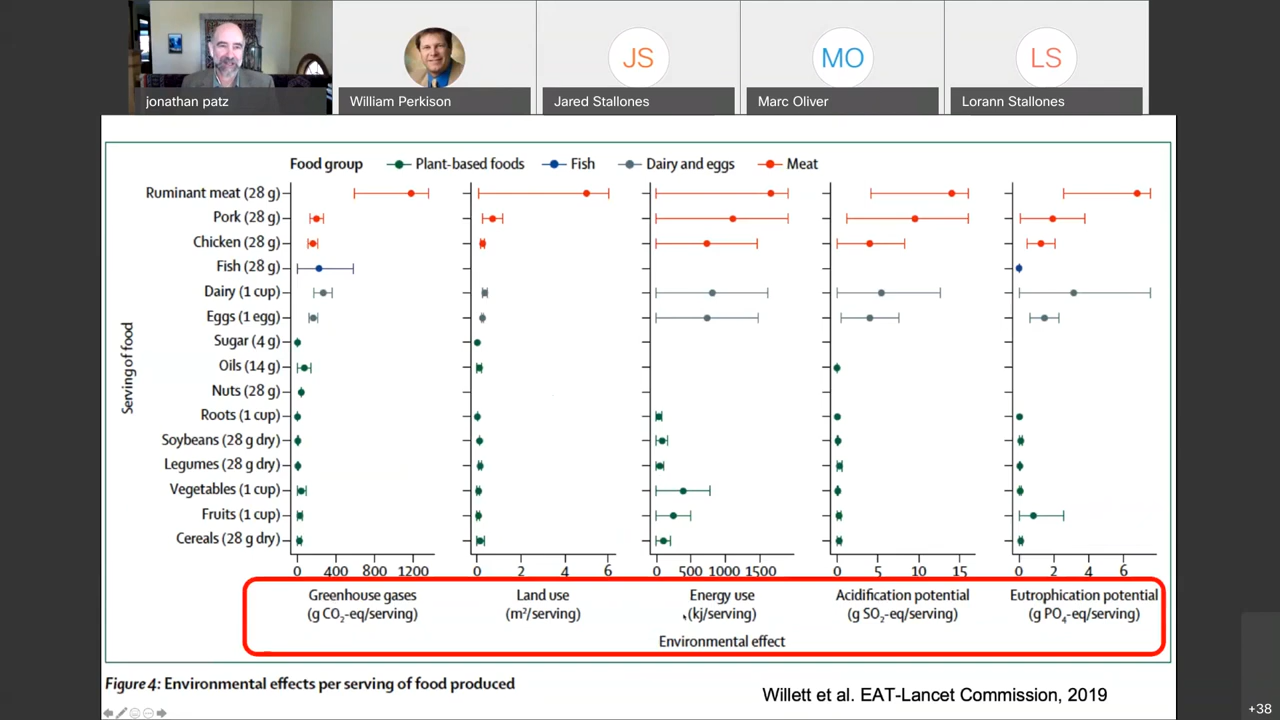 JS
MO
LS
jonathan patz
William Perkison
Jared Stallones
Marc Oliver
Lorann Stallones
Food group Plant-based foods Fish Dairy and eggs Meat
Serving of food
Ruminant meat (28 g)
Pork (28 g)
Chicken (28 g)
Fish (28 g)
Dairy (1 cup)
Eggs (1 egg)
Sugar (4 g)
Oils (14 g)
Nuts (28 g)
Roots (1 cup)
Soybeans (28 g dry)
Legumes (28 g dry)
Vegetables (1 cup)
Fruits (1 cup)
Cereals (28 g dry)
0 400 800 1200 0 2 4 6 0 500 1000 1500 0 5 10 15 0 2 4 6
Greenhouse gases Land use Energy use Acidification potential Eutrophication potential
(g CO₂-eq/serving) (m²/serving) (kj/serving) (g SO₂-eq/serving) (g PO₄-eq/serving)
Environmental effect
Figure 4: Environmental effects per serving of food produced
Willett et al. EAT-Lancet Commission, 2019
+38